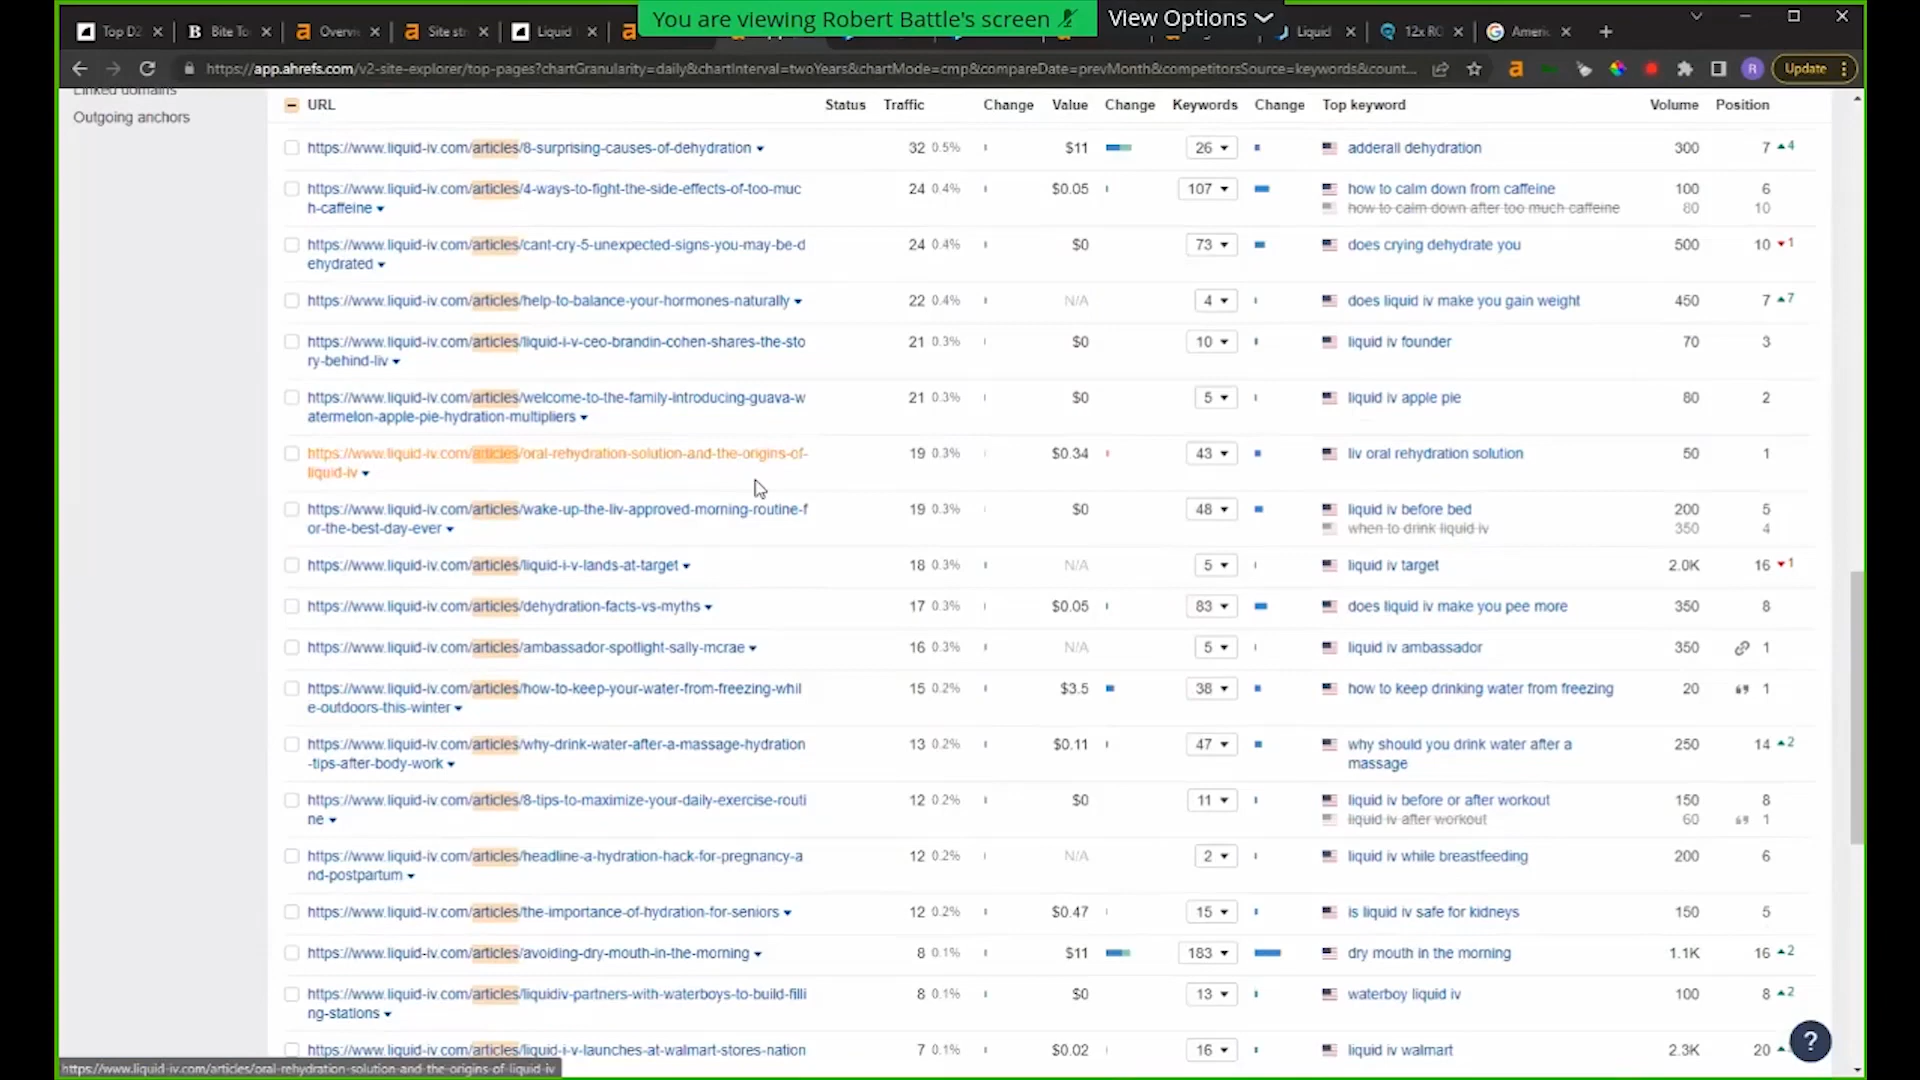 You are viewing Robert Battle's screen View Options
Top D2 Bite To Overvi Site str Liquid Liquid 12x RO Americ
https://app.ahrefs.com/v2-site-explorer/top-pages?chartGranularity=daily&chartInterval=twoYears&chartMode=cmp&compareDate=prevMonth&competitorsSource=keywords&count... R Update
Linked domains
Outgoing anchors
URL Status Traffic Change Value Change Keywords Change Top keyword Volume Position
https://www.liquid-iv.com/articles/8-surprising-causes-of-dehydration 32 0.5% $11 26 adderall dehydration 300 7 4
https://www.liquid-iv.com/articles/4-ways-to-fight-the-side-effects-of-too-muc 24 0.4% $0.05 107 how to calm down from caffeine 100 6
h-caffeine how to calm down after too much caffeine 80 10
https://www.liquid-iv.com/articles/cant-cry-5-unexpected-signs-you-may-be-d 24 0.4% $0 73 does crying dehydrate you 500 10 1
ehydrated
https://www.liquid-iv.com/articles/help-to-balance-your-hormones-naturally 22 0.4% N/A 4 does liquid iv make you gain weight 450 7 7
https://www.liquid-iv.com/articles/liquid-i-v-ceo-brandin-cohen-shares-the-sto 21 0.3% $0 10 liquid iv founder 70 3
ry-behind-liv
https://www.liquid-iv.com/articles/welcome-to-the-family-introducing-guava-w 21 0.3% $0 5 liquid iv apple pie 80 2
atermelon-apple-pie-hydration-multipliers
https://www.liquid-iv.com/articles/oral-rehydration-solution-and-the-origins-of- 19 0.3% $0.34 43 liv oral rehydration solution 50 1
liquid-iv
https://www.liquid-iv.com/articles/wake-up-the-liv-approved-morning-routine-f 19 0.3% $0 48 liquid iv before bed 200 5
or-the-best-day-ever when to drink liquid iv 350 4
https://www.liquid-iv.com/articles/liquid-i-v-lands-at-target 18 0.3% N/A 5 liquid iv target 2.0K 16 1
https://www.liquid-iv.com/articles/dehydration-facts-vs-myths 17 0.3% $0.05 83 does liquid iv make you pee more 350 8
https://www.liquid-iv.com/articles/ambassador-spotlight-sally-mcrae 16 0.3% N/A 5 liquid iv ambassador 350 1
https://www.liquid-iv.com/articles/how-to-keep-your-water-from-freezing-whil 15 0.2% $3.5 38 how to keep drinking water from freezing 20 1
e-outdoors-this-winter
https://www.liquid-iv.com/articles/why-drink-water-after-a-massage-hydration 13 0.2% $0.11 47 why should you drink water after a 250 14 2
-tips-after-body-work massage
https://www.liquid-iv.com/articles/8-tips-to-maximize-your-daily-exercise-routi 12 0.2% $0 11 liquid iv before or after workout 150 8
ne liquid iv after workout 60 1
https://www.liquid-iv.com/articles/headline-a-hydration-hack-for-pregnancy-a 12 0.2% N/A 2 liquid iv while breastfeeding 200 6
nd-postpartum
https://www.liquid-iv.com/articles/the-importance-of-hydration-for-seniors 12 0.2% $0.47 15 is liquid iv safe for kidneys 150 5
https://www.liquid-iv.com/articles/avoiding-dry-mouth-in-the-morning 8 0.1% $11 183 dry mouth in the morning 1.1K 16 2
https://www.liquid-iv.com/articles/liquidiv-partners-with-waterboys-to-build-filli 8 0.1% $0 13 waterboy liquid iv 100 8 2
ng-stations
https://www.liquid-iv.com/articles/liquid-i-v-launches-at-walmart-stores-nation 7 0.1% $0.02 16 liquid iv walmart 2.3K 20
https://www.liquid-iv.com/articles/oral-rehydration-solution-and-the-origins-of-liquid-iv
?